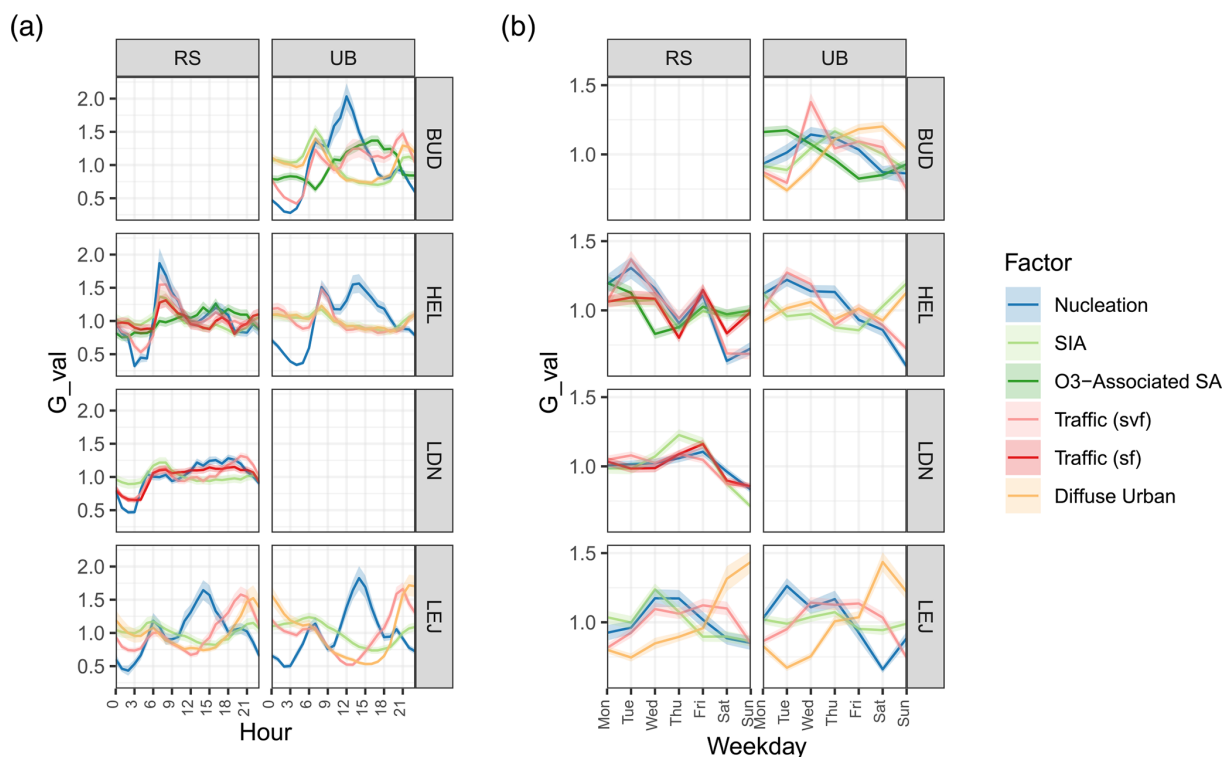 (a)
(b)
RS UB
RS UB
2.0
1.5
1.0
0.5
BUD
1.5
1.0
BUD
2.0
1.5
1.0
0.5
HEL
1.5
1.0
HEL
2.0
1.5
1.0
0.5
LDN
1.5
1.0
LDN
2.0
1.5
1.0
0.5
LEJ
1.5
1.0
LEJ
G_val
G_val
0 3 6 9 12 15 18 21 0 3 6 9 12 15 18 21
Hour
Mon Tue Wed Thu Fri Sat Sun Mon Tue Wed Thu Fri Sat Sun
Weekday
Factor
Nucleation
SIA
O3−Associated SA
Traffic (svf)
Traffic (sf)
Diffuse Urban